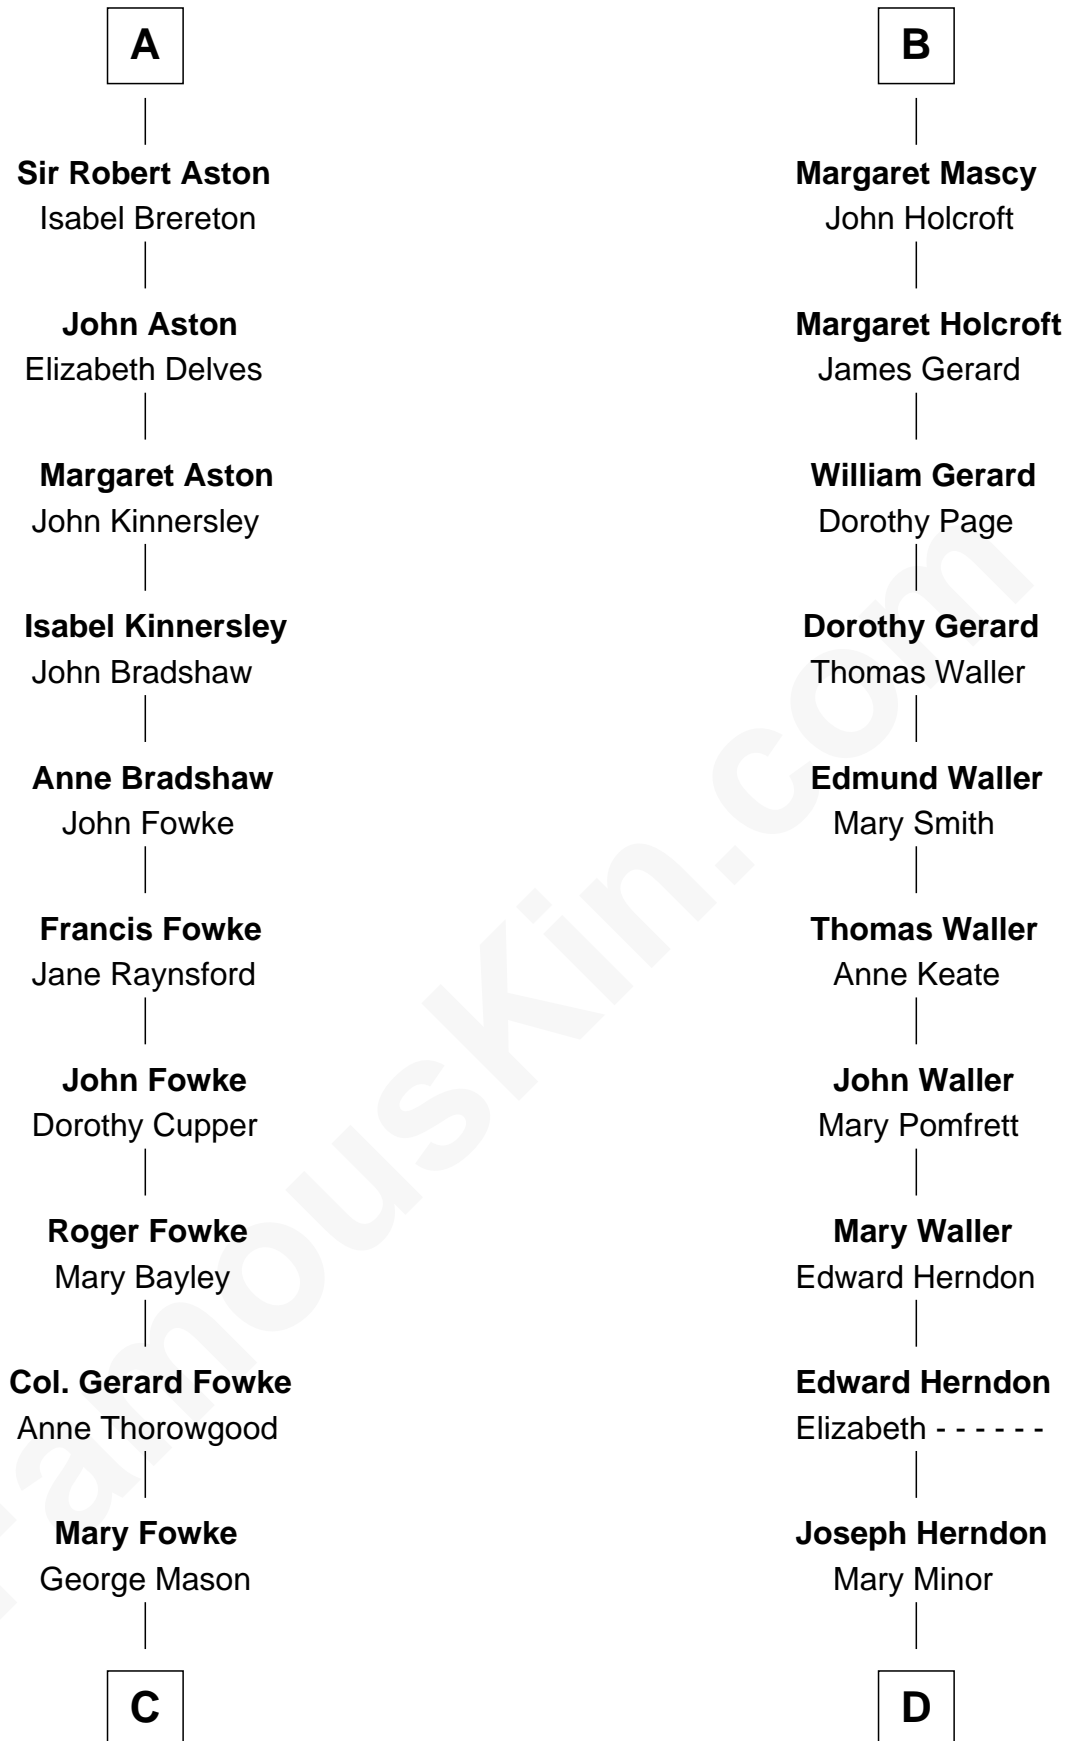 A
Sir Robert Aston
Isabel Brereton
John Aston
Elizabeth Delves
Margaret Aston
John Kinnersley
Isabel Kinnersley
John Bradshaw
Anne Bradshaw
John Fowke
Francis Fowke
Jane Raynsford
John Fowke
Dorothy Cupper
Roger Fowke
Mary Bayley
Col. Gerard Fowke
Anne Thorowgood
Mary Fowke
George Mason
C
B
Margaret Mascy
John Holcroft
Margaret Holcroft
James Gerard
William Gerard
Dorothy Page
Dorothy Gerard
Thomas Waller
Edmund Waller
Mary Smith
Thomas Waller
Anne Keate
John Waller
Mary Pomfrett
Mary Waller
Edward Herndon
Edward Herndon
Elizabeth - - - - - -
Joseph Herndon
Mary Minor
D
FamousKin.com